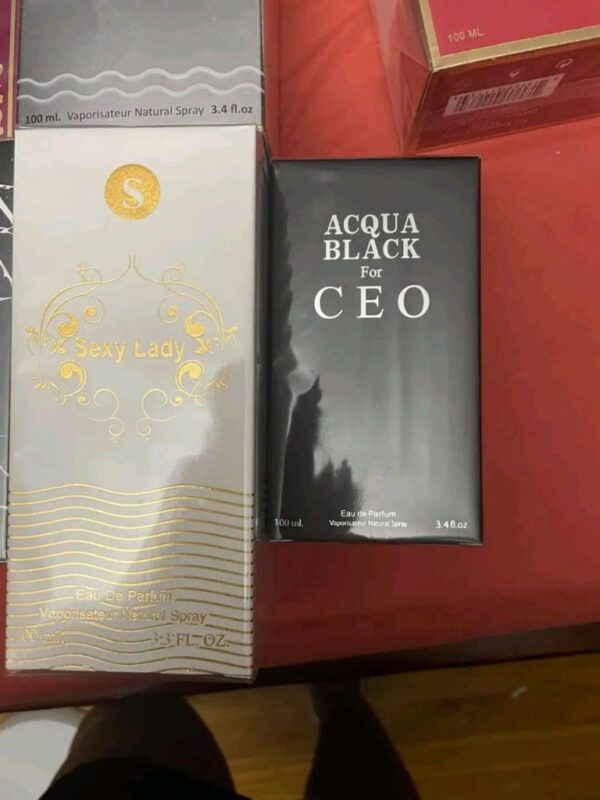 100 ml. Vaporisateur Natural Spray 3.4 fl.oz
100 ML.
S
Sexy Lady
Eau De Parfum
Vaporisateur Natural Spray
100 ml. 3.3 FL. OZ.
ACQUA
BLACK
For
CEO
Eau de Parfum
100 ml. Vaporisateur Natural Spray 3.4 fl.oz.